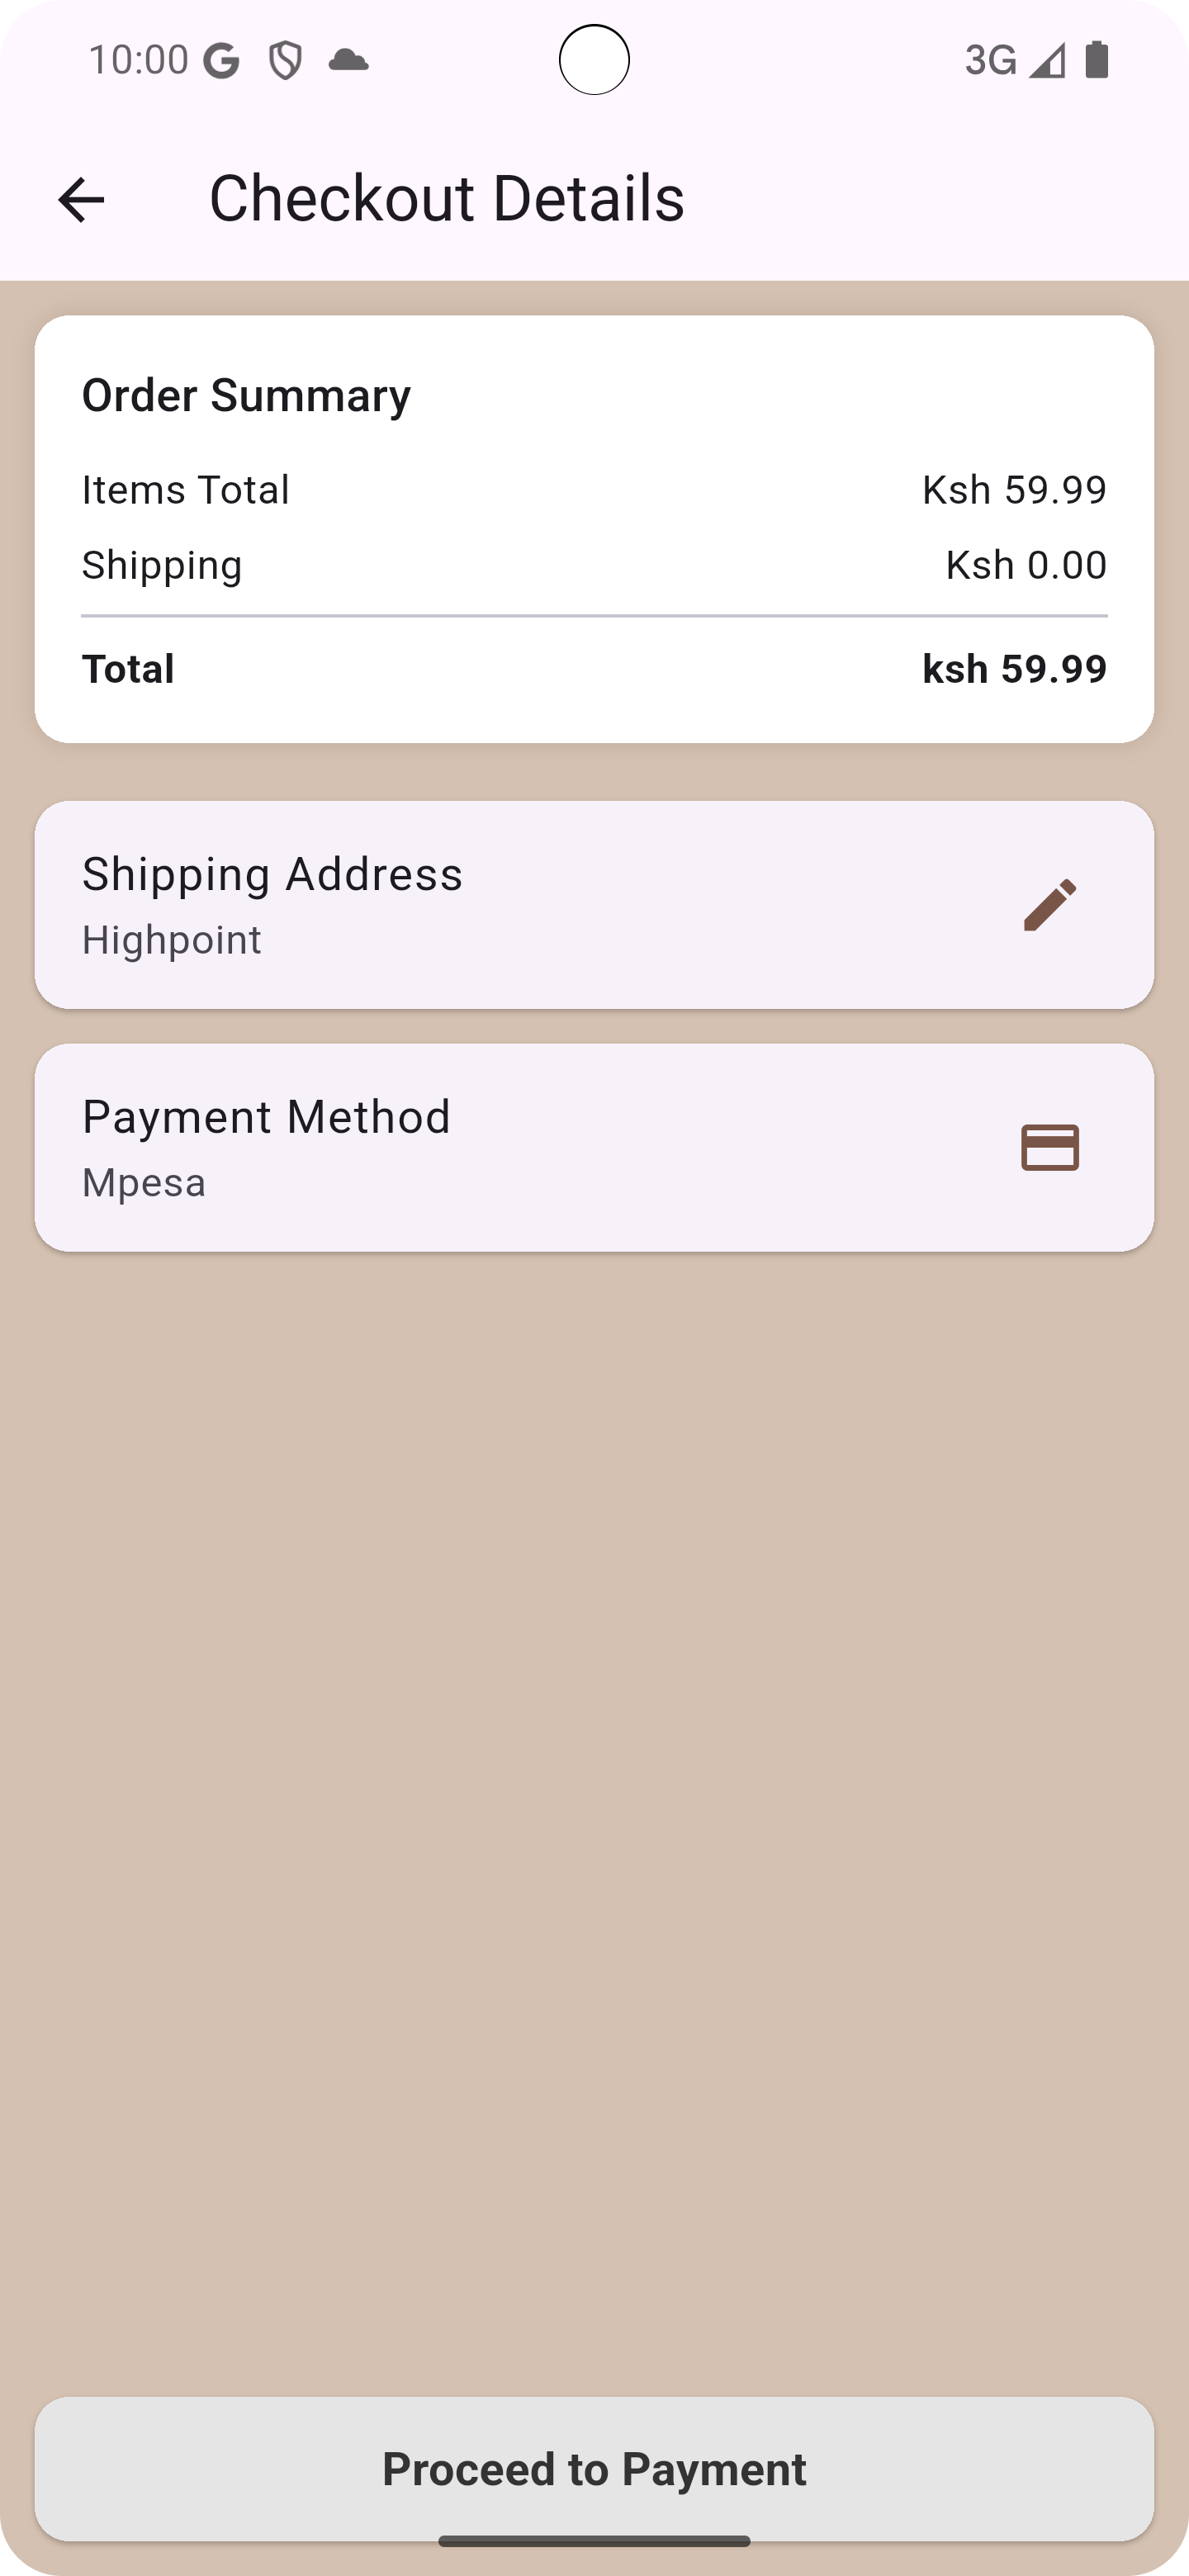 10:00
3G
Checkout Details
Order Summary
Items Total Ksh 59.99
Shipping Ksh 0.00
Total ksh 59.99
Shipping Address
Highpoint
Payment Method
Mpesa
Proceed to Payment